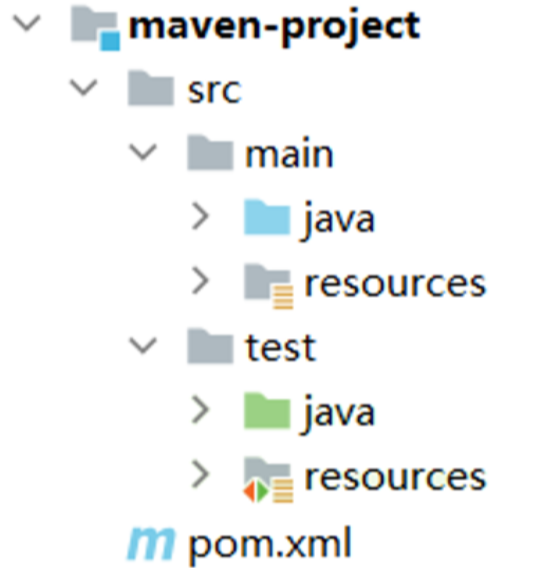 maven-project
src
main
java
resources
test
java
resources
m pom.xml